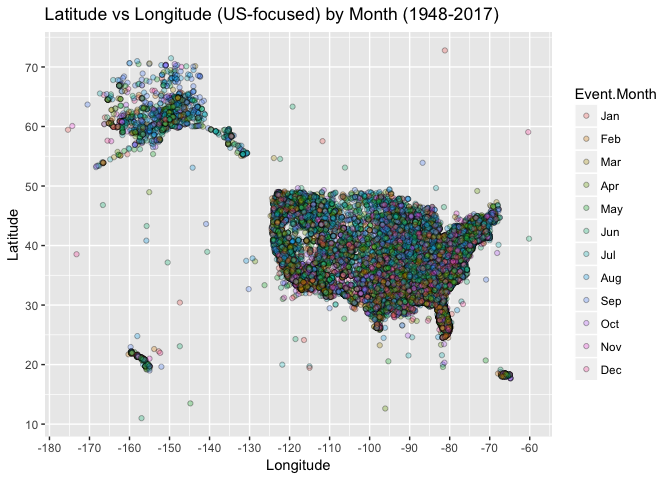 Latitude vs Longitude (US-focused) by Month (1948-2017)
70
60
50
40
30
20
10
Latitude
-180 -170 -160 -150 -140 -130 -120 -110 -100 -90 -80 -70 -60
Longitude
Event.Month
Jan
Feb
Mar
Apr
May
Jun
Jul
Aug
Sep
Oct
Nov
Dec